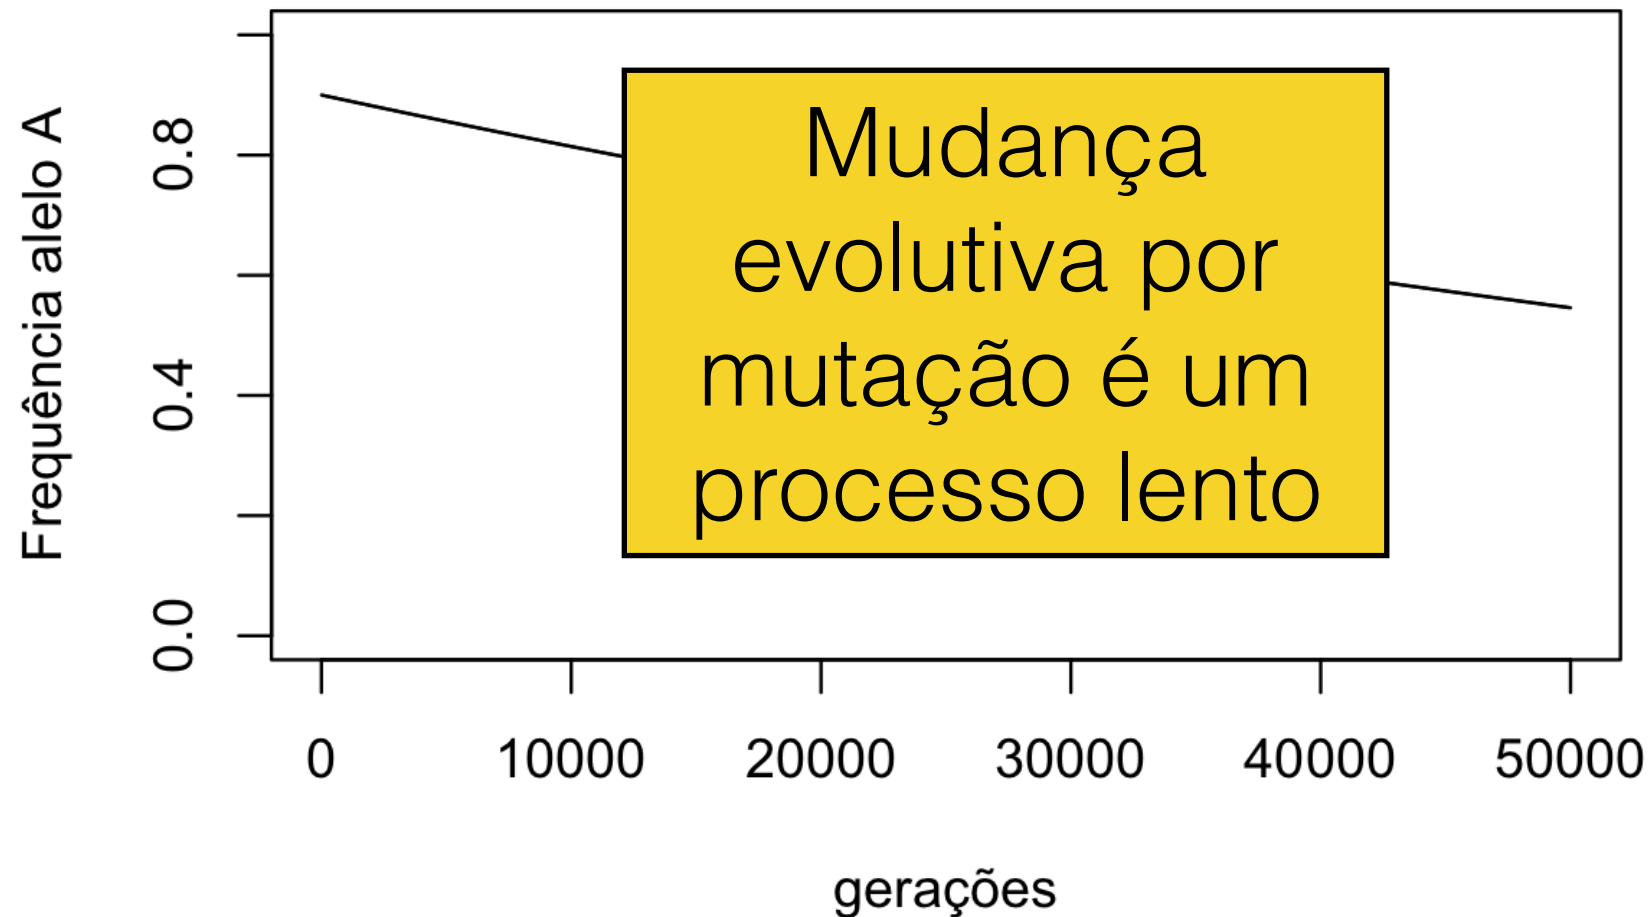 Frequência alelo A
0.8
0.4
0.0
Mudança
evolutiva por
mutação é um
processo lento
0 10000 20000 30000 40000 50000
gerações